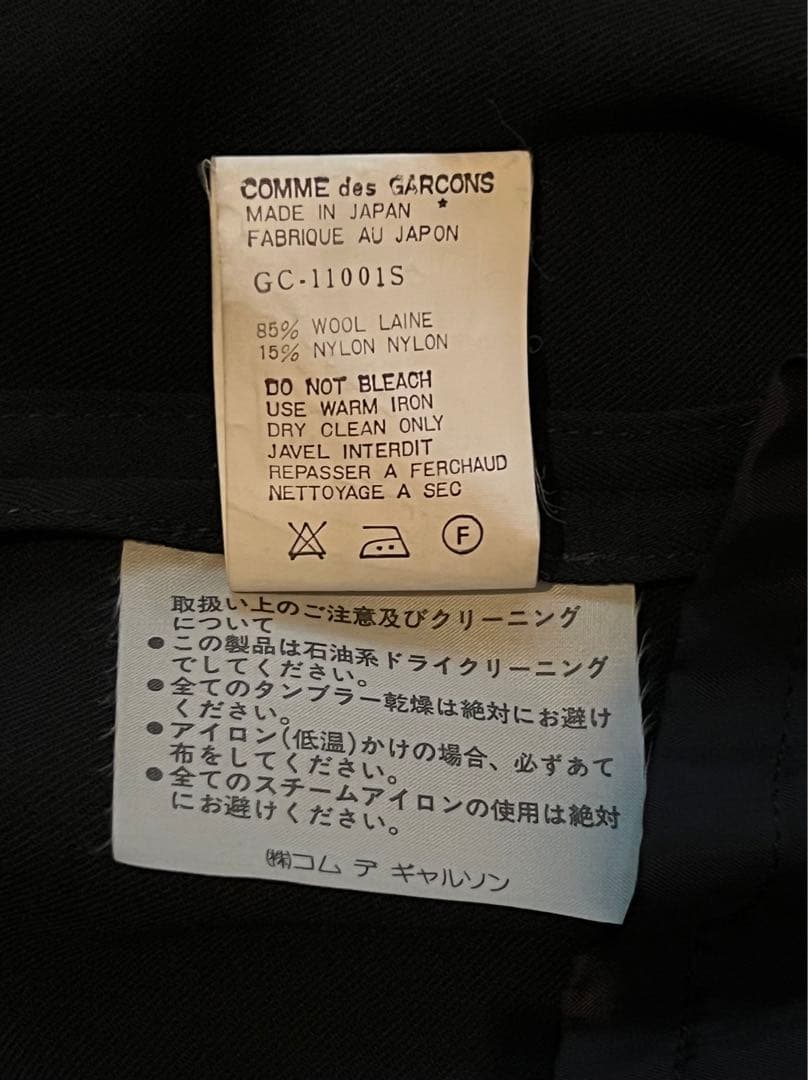 COMME des GARCONS
MADE IN JAPAN ★
FABRIQUE AU JAPON
GC-11001S
85% WOOL LAINE
15% NYLON NYLON
DO NOT BLEACH
USE WARM IRON
DRY CLEAN ONLY
JAVEL INTERDIT
REPASSER A FERCHAUD
NETTOYAGE A SEC
F
取扱い上のご注意及びクリーニング
について
●この製品は石油系ドライクリーニング
でしてください。
●全てのタンブラー乾燥は絶対にお避け
ください。
●アイロン(低温)かけの場合、必ずあて
布をしてください。
●全てのスチームアイロンの使用は絶対
にお避けください。
㈱コム デ ギャルソン